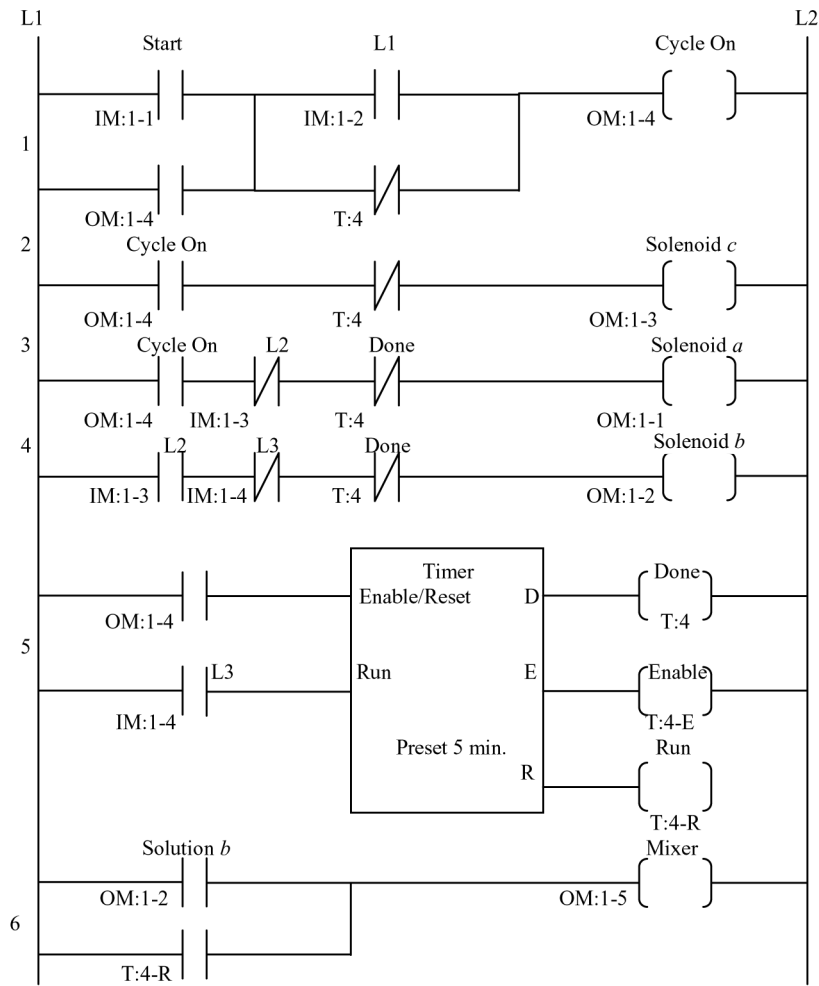 L1 L2
Start L1 Cycle On
IM:1-1 IM:1-2 OM:1-4
1
OM:1-4 T:4
2 Cycle On Solenoid c
OM:1-4 T:4 OM:1-3
3 Cycle On L2 Done Solenoid a
OM:1-4 IM:1-3 T:4 OM:1-1
4 L2 L3 Done Solenoid b
IM:1-3 IM:1-4 T:4 OM:1-2
Timer Done
Enable/Reset D
OM:1-4 T:4
5
L3 Run E Enable
IM:1-4 T:4-E
Preset 5 min. Run
R
T:4-R
Solution b Mixer
OM:1-2 OM:1-5
6
T:4-R